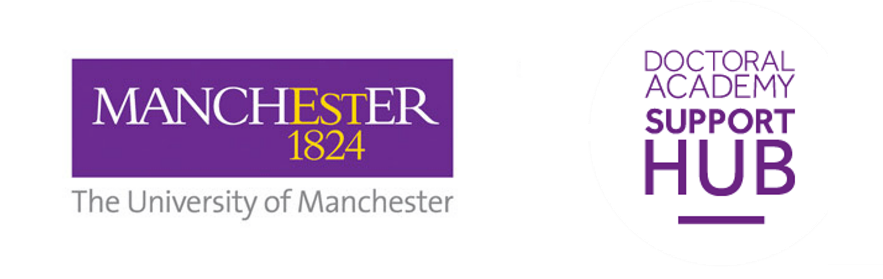 MANCHESTER
1824
The University of Manchester
DOCTORAL
ACADEMY
SUPPORT
HUB